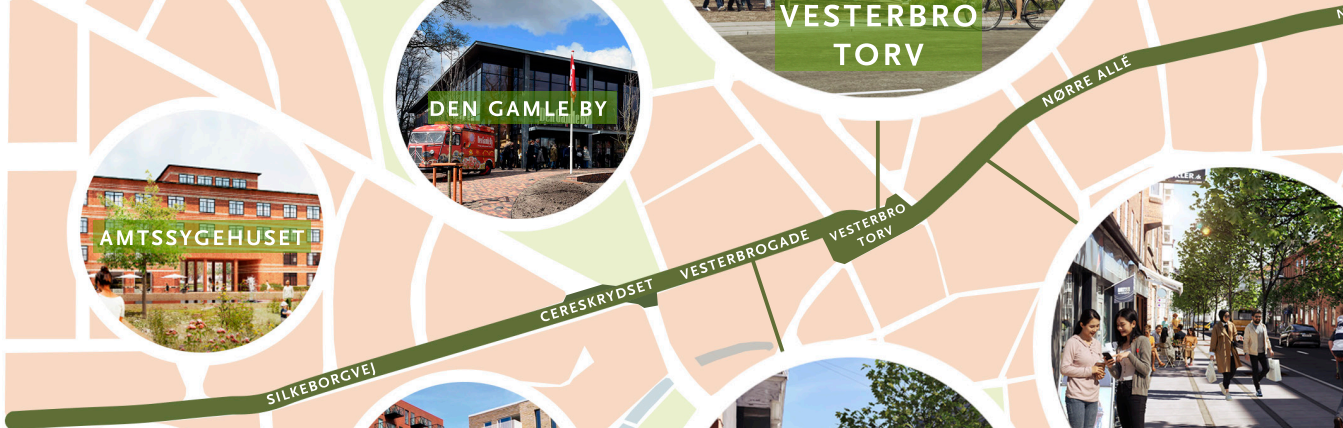 VESTERBRO
TORV
DEN GAMLE BY
AMTSSYGEHUSET
NØRRE ALLÉ
VESTERBRO
TORV
VESTERBROGADE
CERESKRYDSET
SILKEBORGVEJ